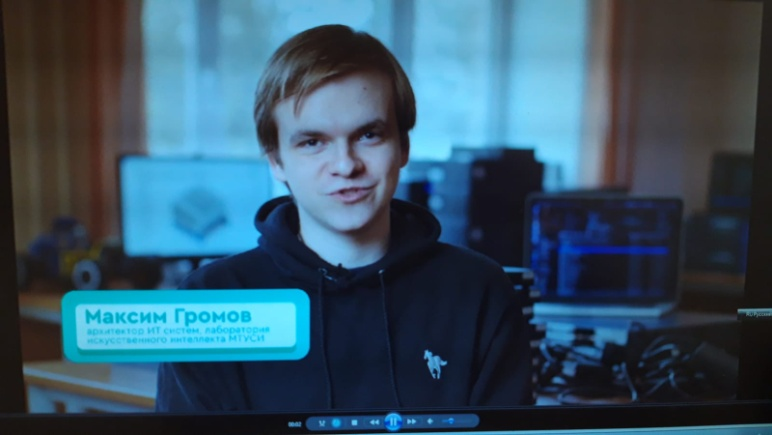 Максим Громов
архитектор ИТ систем, лаборатория
искусственного интеллекта МТУСИ